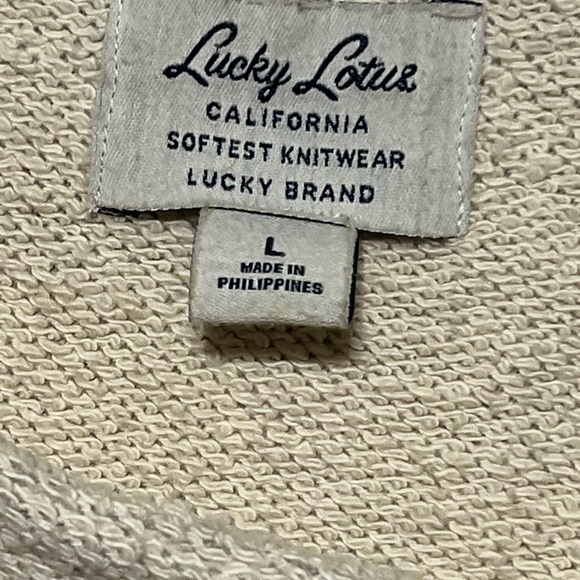 Lucky Lotus
CALIFORNIA
SOFTEST KNITWEAR
LUCKY BRAND
L
MADE IN
PHILIPPINES